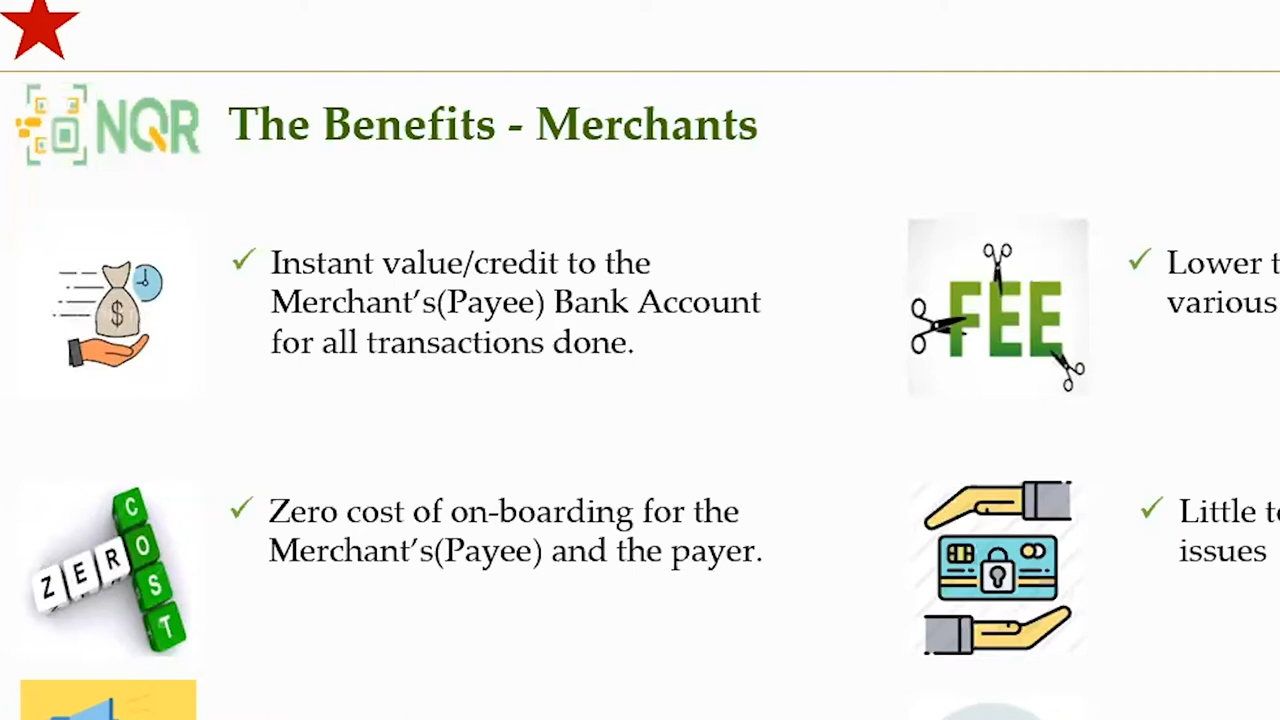 NQR
The Benefits - Merchants
Instant value/credit to the
Merchant's(Payee) Bank Account
for all transactions done.
$
FEE
Lower
various
ZERO
COST
Zero cost of on-boarding for the
Merchant's(Payee) and the payer.
Little
issues